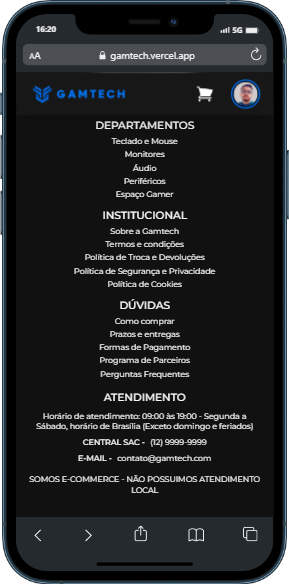 16:20
5G
AA
gamtech.vercel.app
GAMTECH
DEPARTAMENTOS
Teclado e Mouse
Monitores
Áudio
Periféricos
Espaço Gamer
INSTITUCIONAL
Sobre a Gamtech
Termos e condições
Política de Troca e Devoluções
Política de Segurança e Privacidade
Política de Cookies
DÚVIDAS
Como comprar
Prazos e entregas
Formas de Pagamento
Programa de Parceiros
Perguntas Frequentes
ATENDIMENTO
Horário de atendimento: 09:00 às 19:00 - Segunda a
Sábado, horário de Brasília (Exceto domingo e feriados)
CENTRAL SAC - (12) 9999-9999
E-MAIL - contato@gamtech.com
SOMOS E-COMMERCE - NÃO POSSUIMOS ATENDIMENTO
LOCAL